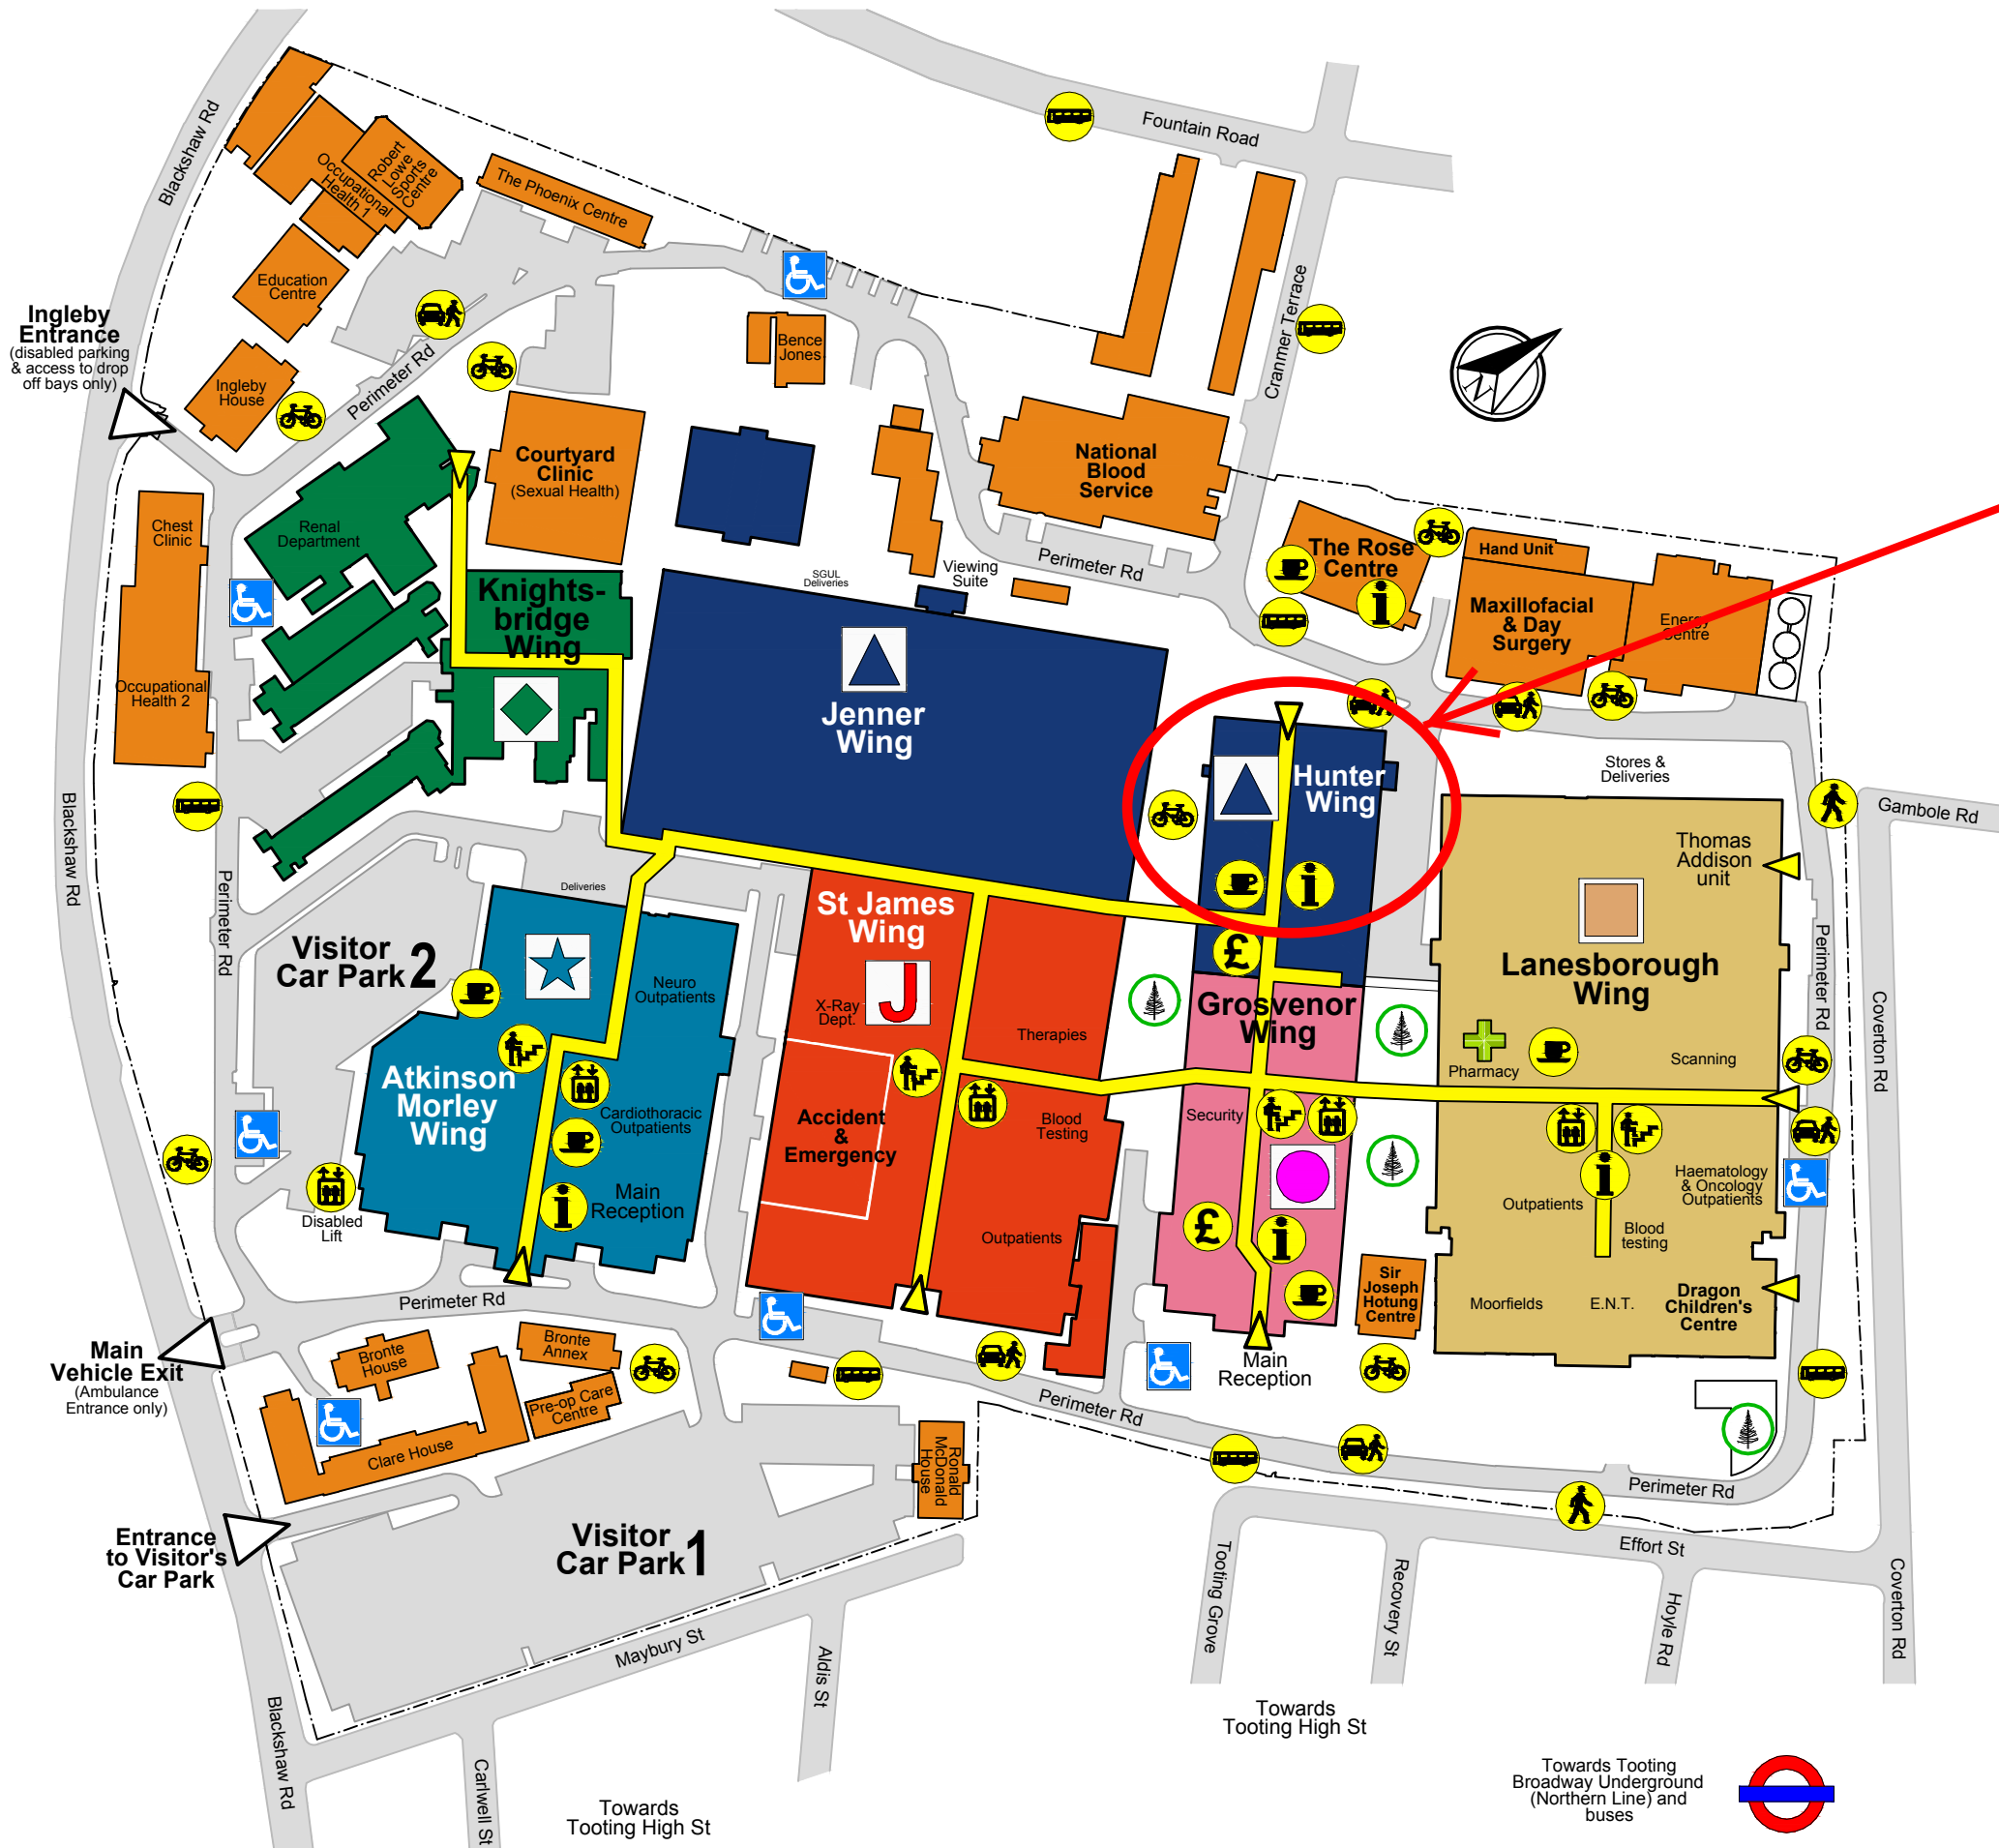 Fountain Road
Blackshaw Rd
Robert
Lowe
Sports
Centre
Occupational
Health 1
The Phoenix Centre
Education
Centre
Cranmer Terrace
Ingleby
Entrance
(disabled parking
& access to drop
off bays only)
Ingleby
House
Perimeter Rd
Bence
Jones
N
Courtyard
Clinic
(Sexual Health)
National
Blood
Service
Chest
Clinic
Renal
Department
The Rose
Centre
i
Hand Unit
Perimeter Rd
Viewing
Suite
SGUL
Deliveries
Knights-
bridge
Wing
Maxillofacial
& Day
Surgery
Energy
Centre
Occupational
Health 2
Jenner
Wing
Hunter
Wing
Stores &
Deliveries
Gambole Rd
Blackshaw Rd
Perimeter Rd
Thomas
Addison
unit
Deliveries
i
Visitor
Car Park 2
St James
Wing
£
Neuro
Outpatients
X-Ray
Dept.
J
Lanesborough
Wing
Perimeter Rd
Coverton Rd
Grosvenor
Wing
Therapies
Pharmacy
Scanning
Atkinson
Morley
Wing
Cardiothoracic
Outpatients
Accident
&
Emergency
Blood
Testing
Security
Haematology
& Oncology
Outpatients
i
Outpatients
Blood
testing
Disabled
Lift
i
Main
Reception
Outpatients
£
i
Sir
Joseph
Hotung
Centre
Moorfields
E.N.T.
Dragon
Children's
Centre
Perimeter Rd
Main
Vehicle Exit
(Ambulance
Entrance only)
Bronte
House
Bronte
Annex
Main
Reception
Pre-op Care
Centre
Perimeter Rd
Clare House
Ronald
McDonald
House
Perimeter Rd
Entrance
to Visitor's
Car Park
Visitor
Car Park 1
Effort St
Tooting Grove
Recovery St
Hoyle Rd
Coverton Rd
Maybury St
Aldis St
Blackshaw Rd
Carlwell St
Towards
Tooting High St
Towards
Tooting High St
Towards Tooting
Broadway Underground
(Northern Line) and
buses